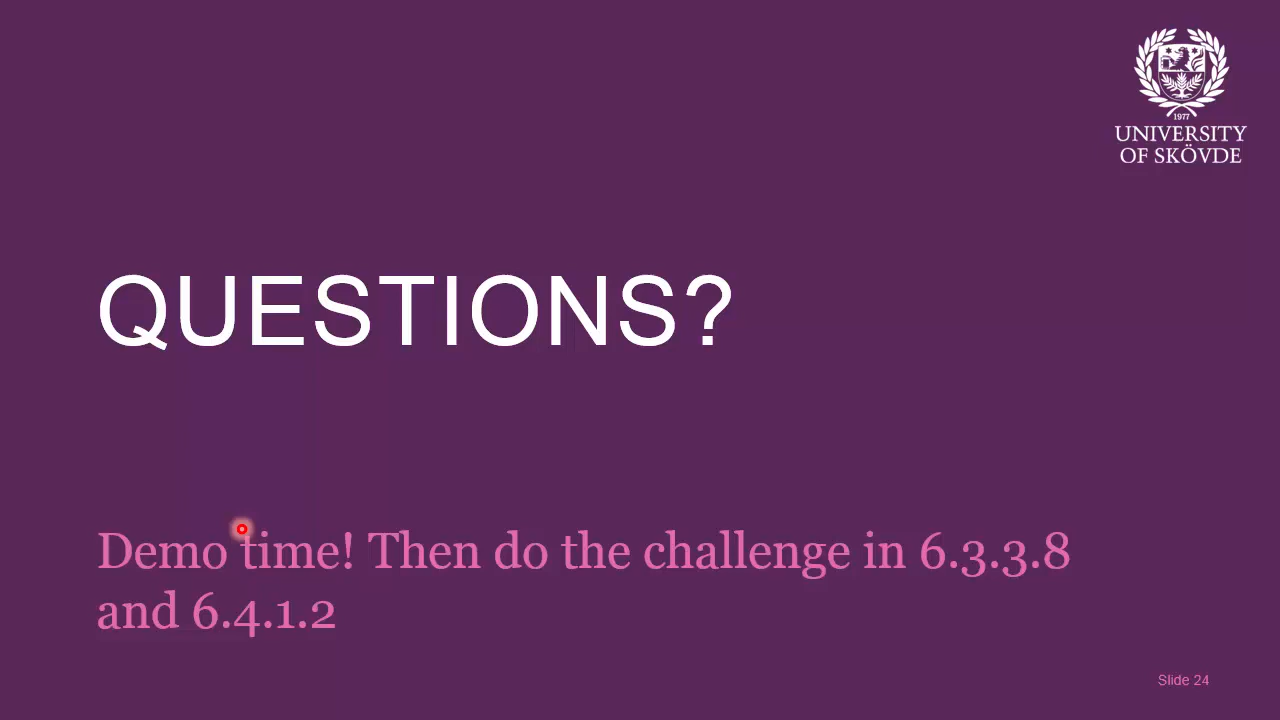 1977
UNIVERSITY
OF SKÖVDE
QUESTIONS?
Demo time! Then do the challenge in 6.3.3.8
and 6.4.1.2
Slide 24